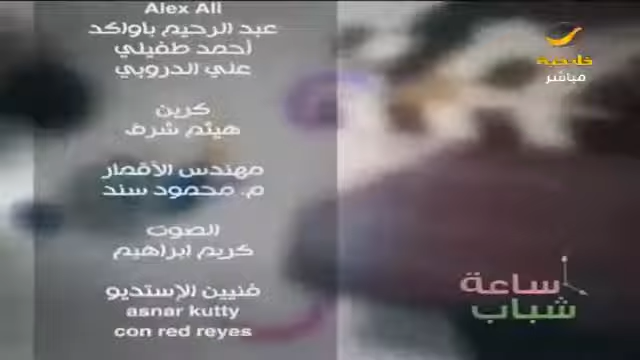 Alex Ali
عبد الرحيم باواكد
أحمد طفيلي
علي الدروبي
كرين
هيثم شرف
مهندس الأقمار
م. محمود سند
الصوت
كريم ابراهيم
فنيين الإستديو
asnar kutty
con red reyes
خليجية
مباشر
ساعة
شباب